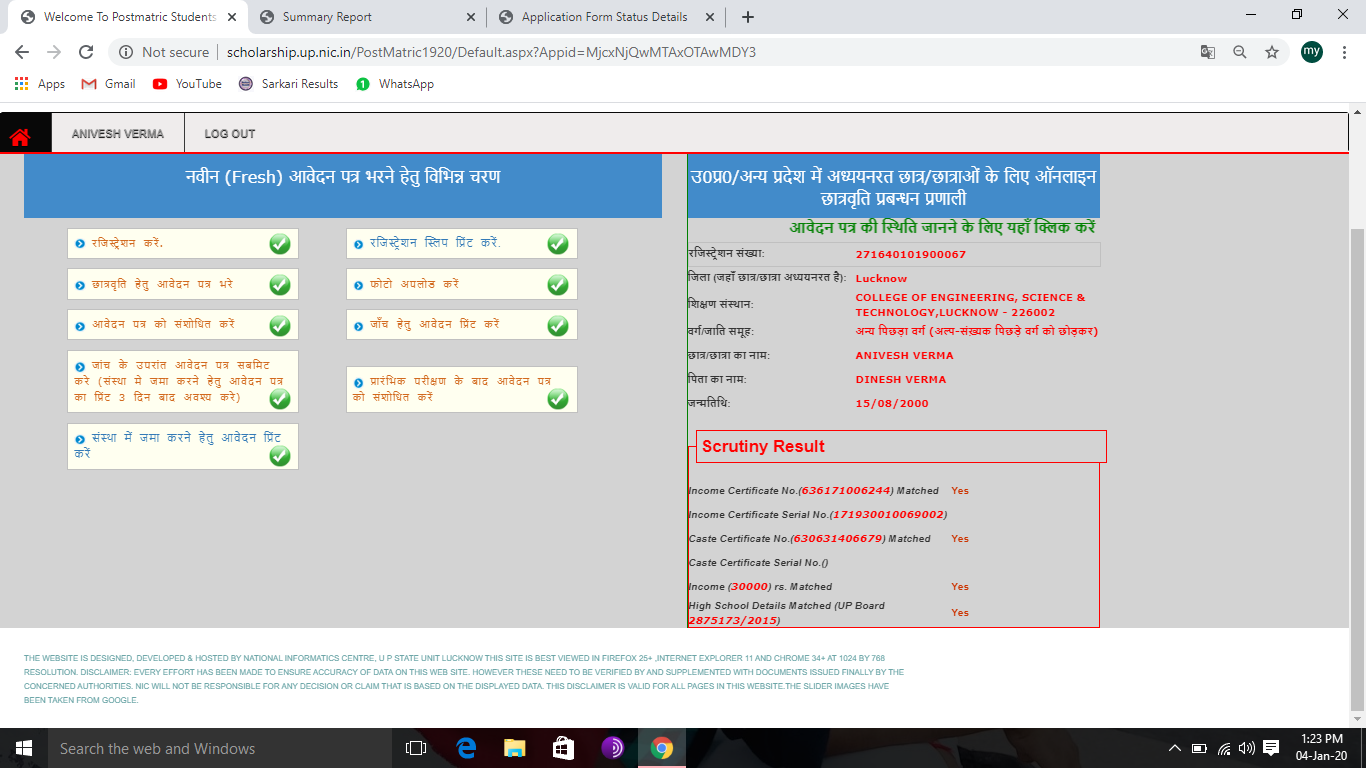 Welcome To Postmatric Students
Summary Report
Application Form Status Details
Not secure
scholarship.up.nic.in/PostMatric1920/Default.aspx?Appid=MjcxNjQwMTAxOTAwMDY3
my
Apps
Gmail
YouTube
Sarkari Results
1
WhatsApp
ANIVESH VERMA
LOG OUT
नवीन (Fresh) आवेदन पत्र भरने हेतु विभिन्न चरण
रजिस्ट्रेशन करें.
रजिस्ट्रेशन स्लिप प्रिंट करें.
छात्रवृति हेतु आवेदन पत्र भरे
फोटो अपलोड करें
आवेदन पत्र को संशोधित करें
जाँच हेतु आवेदन प्रिंट करें
जांच के उपरांत आवेदन पत्र सबमिट
करे (संस्था मे जमा करने हेतु आवेदन पत्र
का प्रिंट 3 दिन बाद अवश्य करे)
प्रारंभिक परीक्षण के बाद आवेदन पत्र
को संशोधित करें
संस्था में जमा करने हेतु आवेदन प्रिंट
करें
उ0प्र0/अन्य प्रदेश में अध्ययनरत छात्र/छात्राओं के लिए ऑनलाइन
छात्रवृति प्रबन्धन प्रणाली
आवेदन पत्र की स्थिति जानने के लिए यहाँ क्लिक करें
रजिस्ट्रेशन संख्या: 271640101900067
जिला (जहाँ छात्र/छात्रा अध्ययनरत है): Lucknow
शिक्षण संस्थान: COLLEGE OF ENGINEERING, SCIENCE &
TECHNOLOGY,LUCKNOW - 226002
वर्ग/जाति समूह: अन्य पिछड़ा वर्ग (अल्प-संख्यक पिछड़े वर्ग को छोड़कर)
छात्र/छात्रा का नाम: ANIVESH VERMA
पिता का नाम: DINESH VERMA
जन्मतिथि: 15/08/2000
Scrutiny Result
Income Certificate No.(636171006244) Matched Yes
Income Certificate Serial No.(171930010069002)
Caste Certificate No.(630631406679) Matched Yes
Caste Certificate Serial No.()
Income (30000) rs. Matched Yes
High School Details Matched (UP Board
2875173/2015) Yes
THE WEBSITE IS DESIGNED, DEVELOPED & HOSTED BY NATIONAL INFORMATICS CENTRE, U P STATE UNIT LUCKNOW THIS SITE IS BEST VIEWED IN FIREFOX 25+ ,INTERNET EXPLORER 11 AND CHROME 34+ AT 1024 BY 768
RESOLUTION. DISCLAIMER: EVERY EFFORT HAS BEEN MADE TO ENSURE ACCURACY OF DATA ON THIS WEB SITE. HOWEVER THESE NEED TO BE VERIFIED BY AND SUPPLEMENTED WITH DOCUMENTS ISSUED FINALLY BY THE
CONCERNED AUTHORITIES. NIC WILL NOT BE RESPONSIBLE FOR ANY DECISION OR CLAIM THAT IS BASED ON THE DISPLAYED DATA. THIS DISCLAIMER IS VALID FOR ALL PAGES IN THIS WEBSITE.THE SLIDER IMAGES HAVE
BEEN TAKEN FROM GOOGLE.
Search the web and Windows
1:23 PM
04-Jan-20